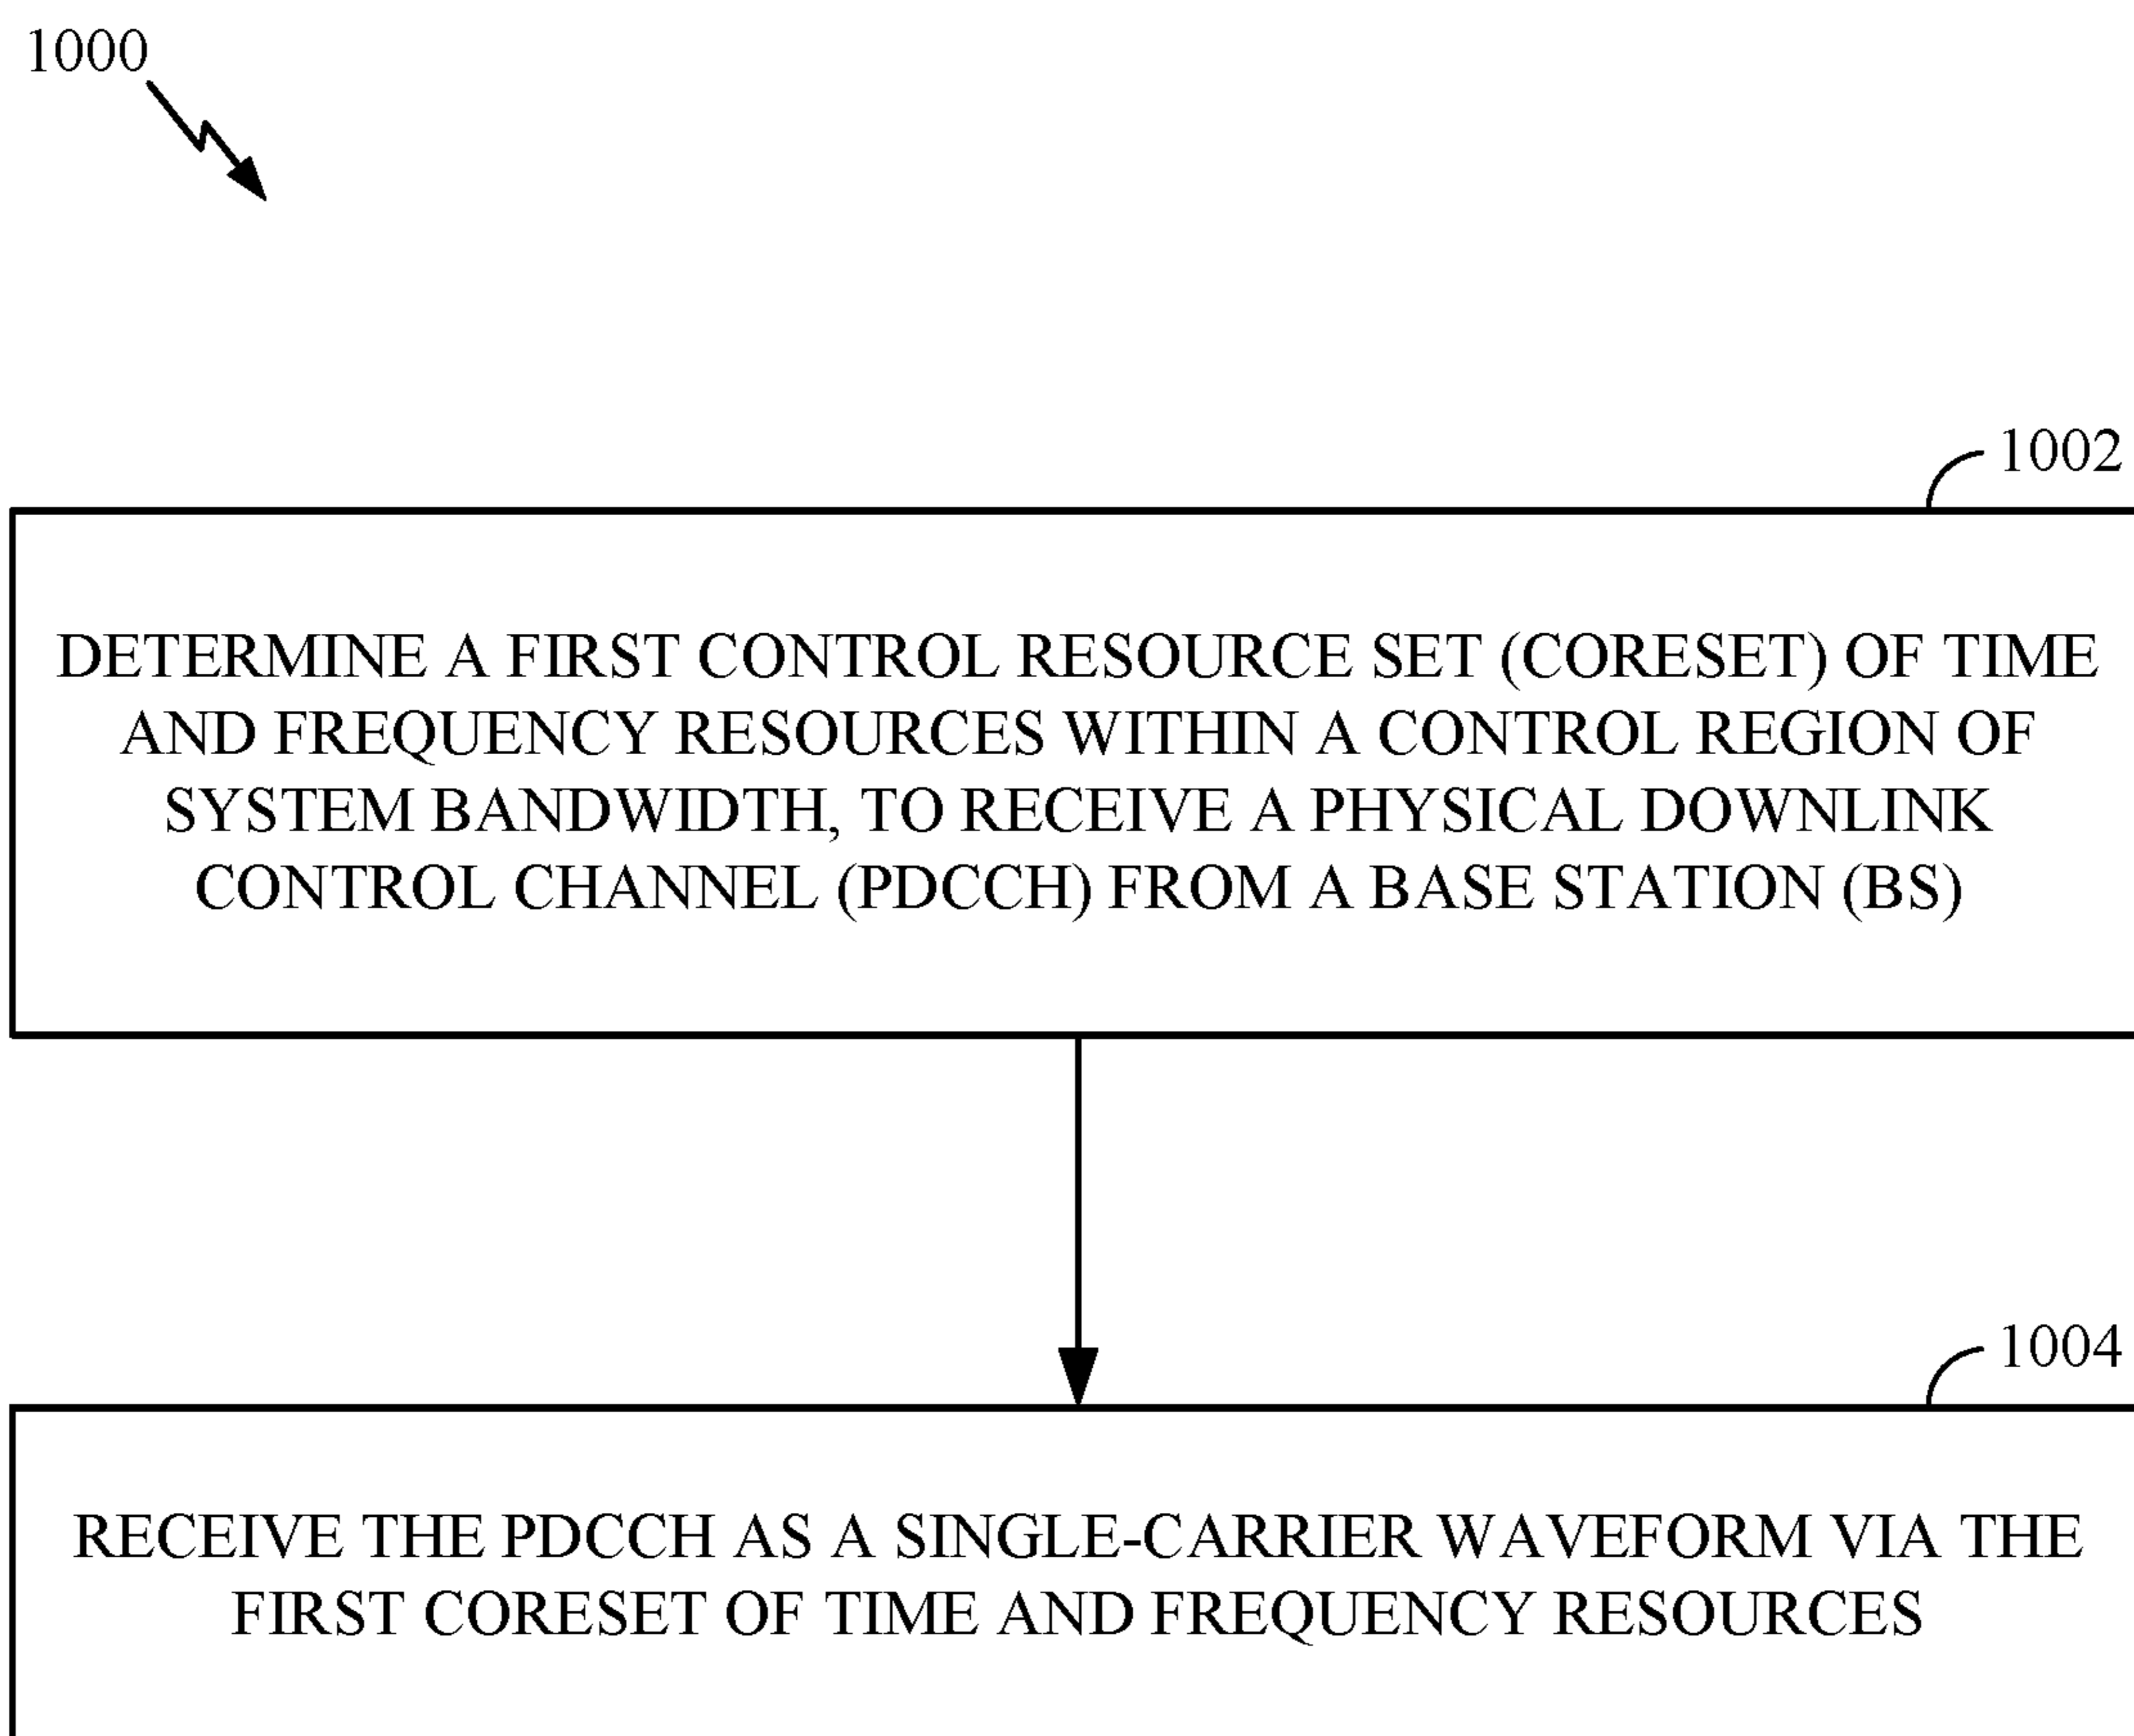 1000
1002
DETERMINE A FIRST CONTROL RESOURCE SET (CORESET) OF TIME
AND FREQUENCY RESOURCES WITHIN A CONTROL REGION OF
SYSTEM BANDWIDTH, TO RECEIVE A PHYSICAL DOWNLINK
CONTROL CHANNEL (PDCCH) FROM A BASE STATION (BS)
1004
RECEIVE THE PDCCH AS A SINGLE-CARRIER WAVEFORM VIA THE
FIRST CORESET OF TIME AND FREQUENCY RESOURCES